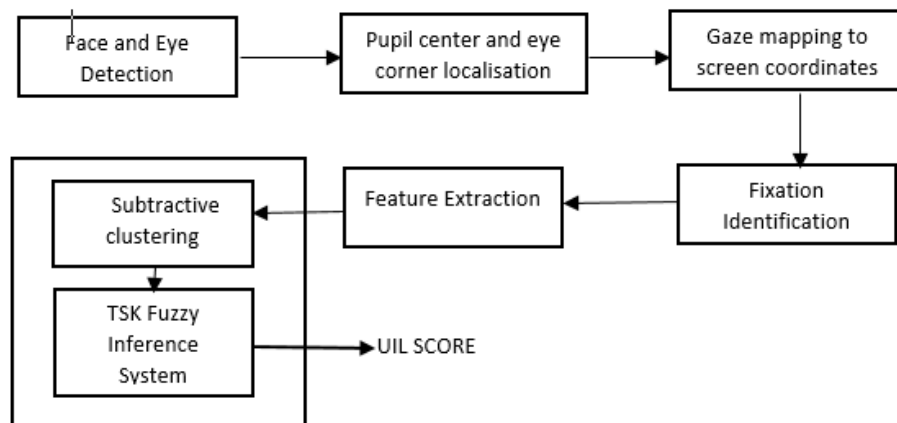 Face and Eye
Detection
Pupil center and eye
corner localisation
Gaze mapping to
screen coordinates
Fixation
Identification
Feature Extraction
Subtractive
clustering
TSK Fuzzy
Inference
System
UIL SCORE